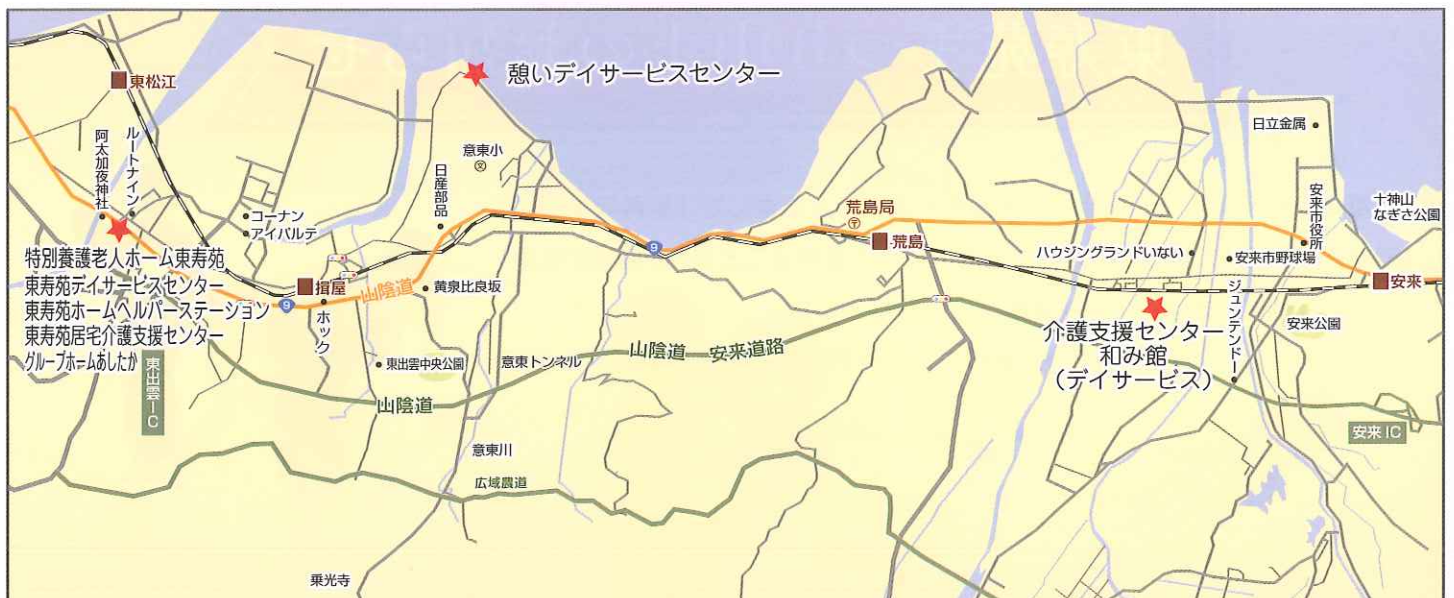 東松江
阿太加夜神社
ルートナイン
特別養護老人ホーム東寿苑
東寿苑デイサービスセンター
東寿苑ホームヘルパーステーション
東寿苑居宅介護支援センター
グループホームあしたか
東出雲IC
コーナン
アイパルテ
揖屋
9
ホック
山陰道
黄泉比良坂
東出雲中央公園
山陰道
日産部品
意東小
文
憩いデイサービスセンター
意東トンネル
意東川
広域農道
乗光寺
9
山陰道 安来道路
荒島局
〒
荒島
介護支援センター
和み館
(デイサービス)
ハウジングランドいない
安来市野球場
ジュンテンドー
日立金属
安来市役所
十神山
なぎさ公園
安来
安来公園
安来IC